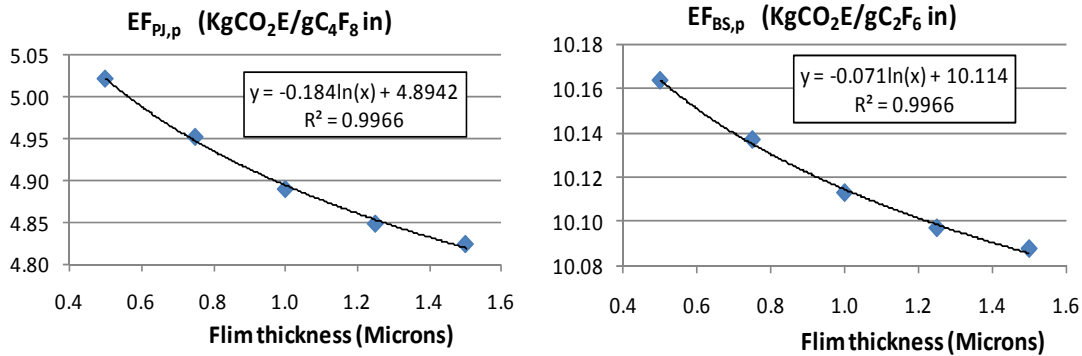 EF_PJ,p (KgCO₂E/gC₄F₈ in)
5.05
5.00
4.95
4.90
4.85
4.80
y = -0.184ln(x) + 4.8942
R² = 0.9966
0.4 0.6 0.8 1.0 1.2 1.4 1.6
Flim thickness (Microns)
EF_BS,p (KgCO₂E/gC₂F₆ in)
10.18
10.16
10.14
10.12
10.10
10.08
y = -0.071ln(x) + 10.114
R² = 0.9966
0.4 0.6 0.8 1.0 1.2 1.4 1.6
Flim thickness (Microns)